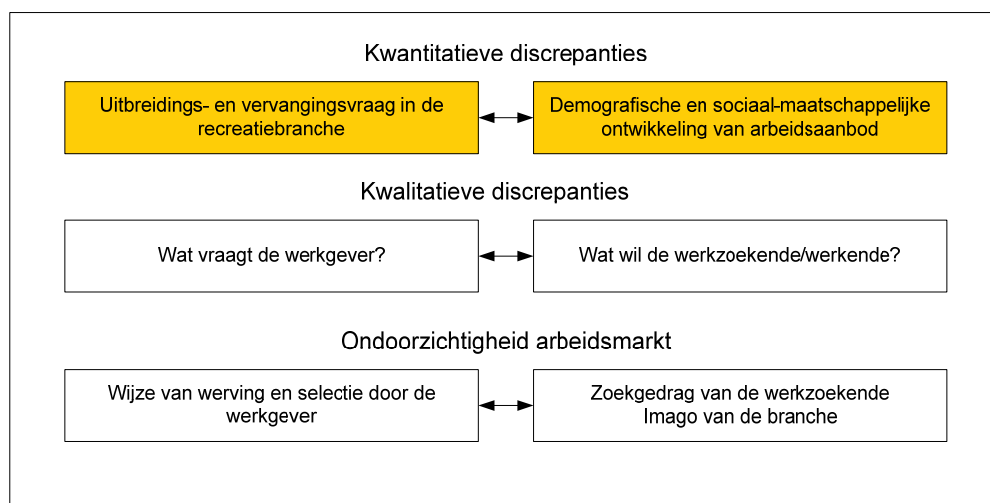 Kwantitatieve discrepanties
Uitbreidings- en vervangingsvraag in de
recreatiebranche
Demografische en sociaal-maatschappelijke
ontwikkeling van arbeidsaanbod
Kwalitatieve discrepanties
Wat vraagt de werkgever?
Wat wil de werkzoekende/werkende?
Ondoorzichtigheid arbeidsmarkt
Wijze van werving en selectie door de
werkgever
Zoekgedrag van de werkzoekende
Imago van de branche